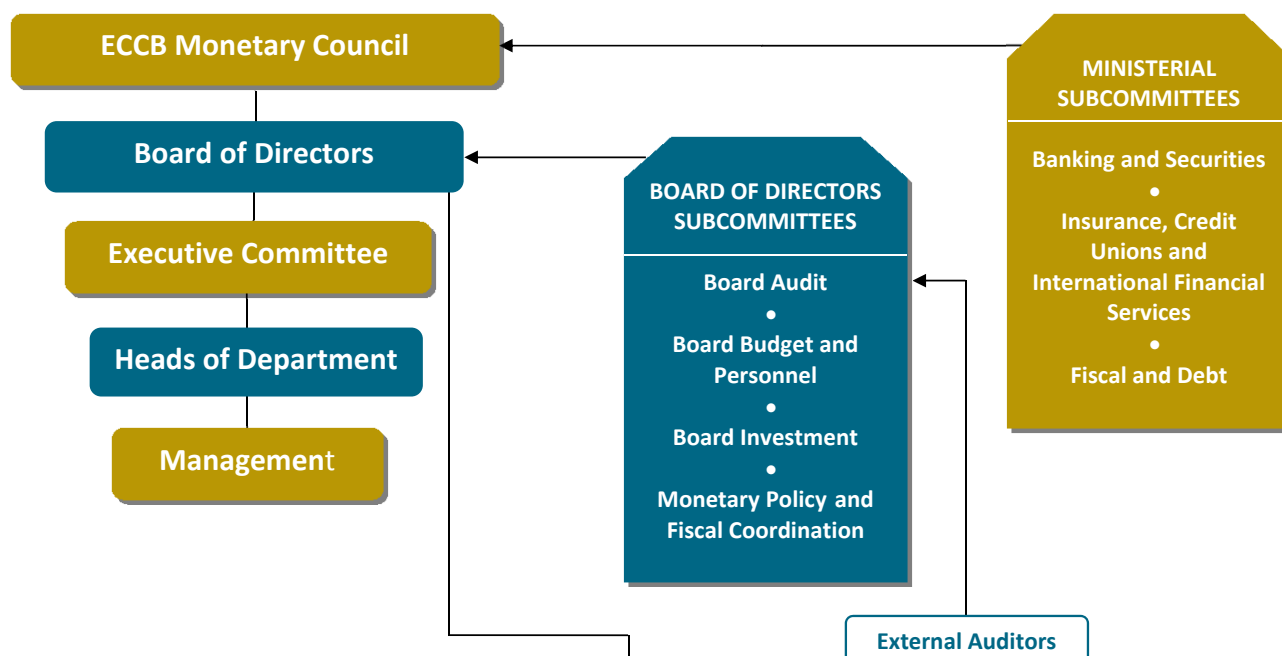 ECCB Monetary Council
Board of Directors
Executive Committee
Heads of Department
Management
BOARD OF DIRECTORS
SUBCOMMITTEES
Board Audit
•
Board Budget and
Personnel
•
Board Investment
•
Monetary Policy and
Fiscal Coordination
MINISTERIAL
SUBCOMMITTEES
Banking and Securities
•
Insurance, Credit
Unions and
International Financial
Services
•
Fiscal and Debt
External Auditors